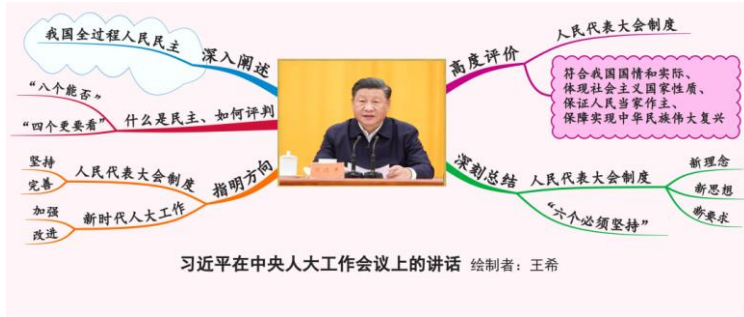 我国全过程人民民主
深入阐述
“八个能否”
“四个更要看”
什么是民主、如何评判
坚持
完善
人民代表大会制度
加强
改进
新时代人大工作
指明方向
高度评价
人民代表大会制度
符合我国国情和实际、
体现社会主义国家性质、
保证人民当家作主、
保障实现中华民族伟大复兴
深刻总结
人民代表大会制度
新理念
新思想
新要求
“六个必须坚持”
习近平在中央人大工作会议上的讲话 绘制者：王希